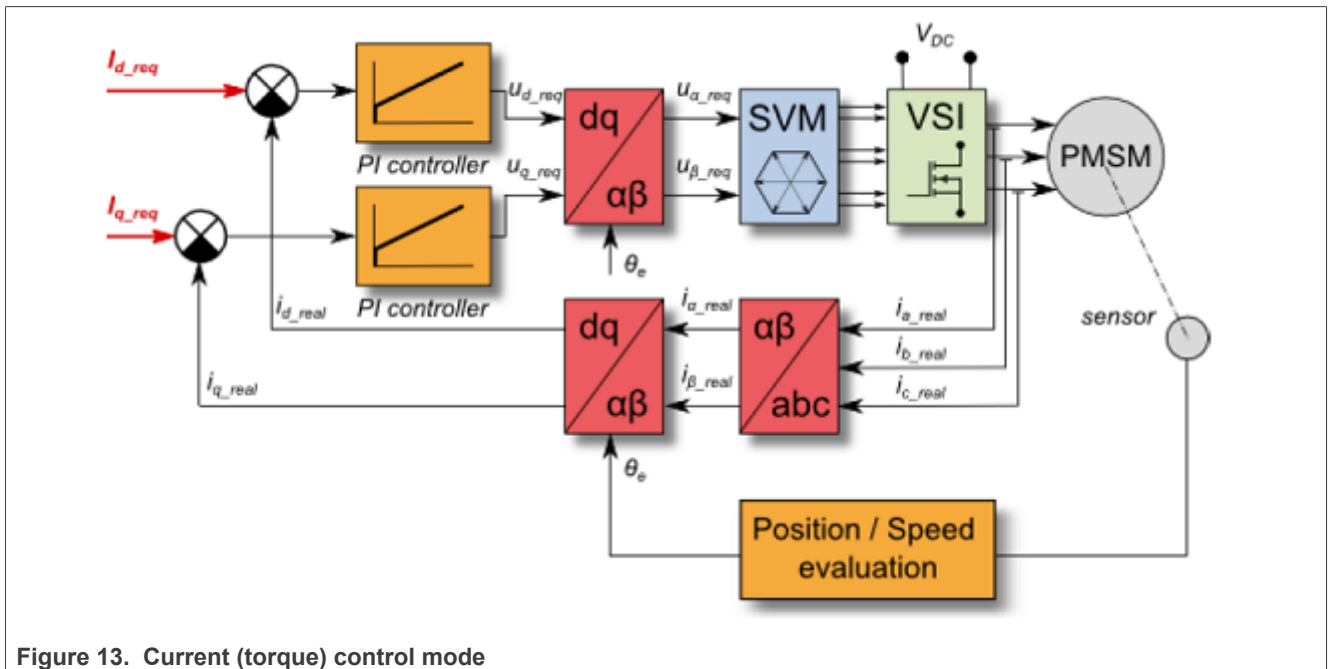 I_d_req
PI controller
u_d_req
dq
αβ
u_α_req
SVM
V_DC
VSI
PMSM
I_q_req
PI controller
u_q_req
θ_e
u_β_req
i_d_real
dq
αβ
i_α_real
αβ
abc
i_a_real
sensor
i_q_real
i_β_real
i_b_real
i_c_real
θ_e
Position / Speed
evaluation
Figure 13. Current (torque) control mode